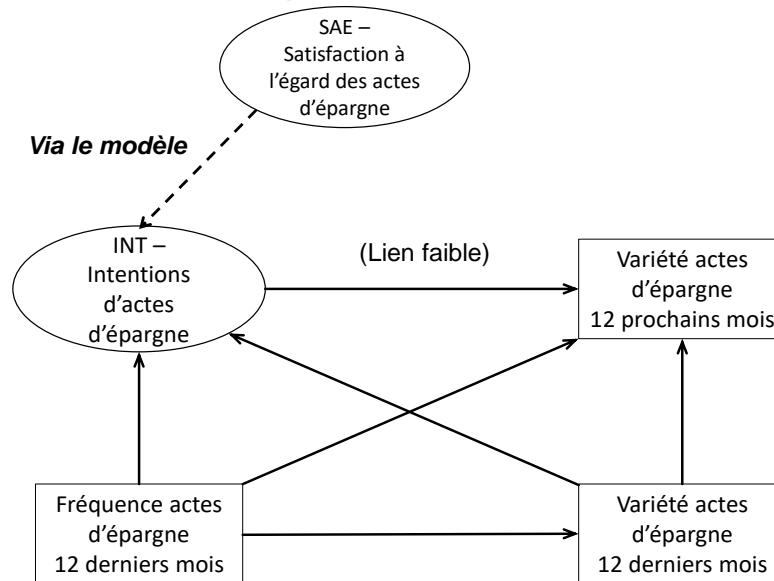 SAE –
Satisfaction à
l'égard des actes
d'épargne
Via le modèle
INT –
Intentions
d'actes
d'épargne
(Lien faible)
Variété actes
d'épargne
12 prochains mois
Fréquence actes
d'épargne
12 derniers mois
Variété actes
d'épargne
12 derniers mois